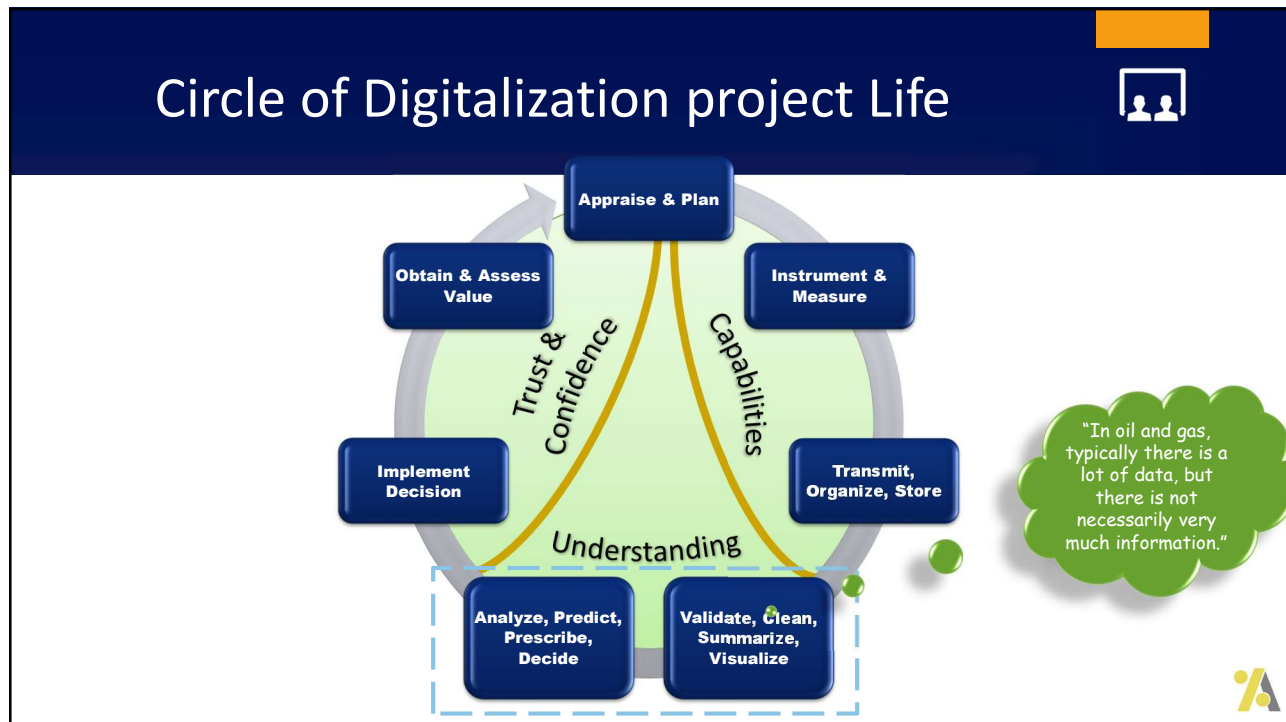 Circle of Digitalization project Life
Appraise & Plan
Instrument &
Measure
Transmit,
Organize, Store
Validate, Clean,
Summarize,
Visualize
Analyze, Predict,
Prescribe,
Decide
Implement
Decision
Obtain & Assess
Value
Trust &
Confidence
Capabilities
Understanding
“In oil and gas,
typically there is a
lot of data, but
there is not
necessarily very
much information.”